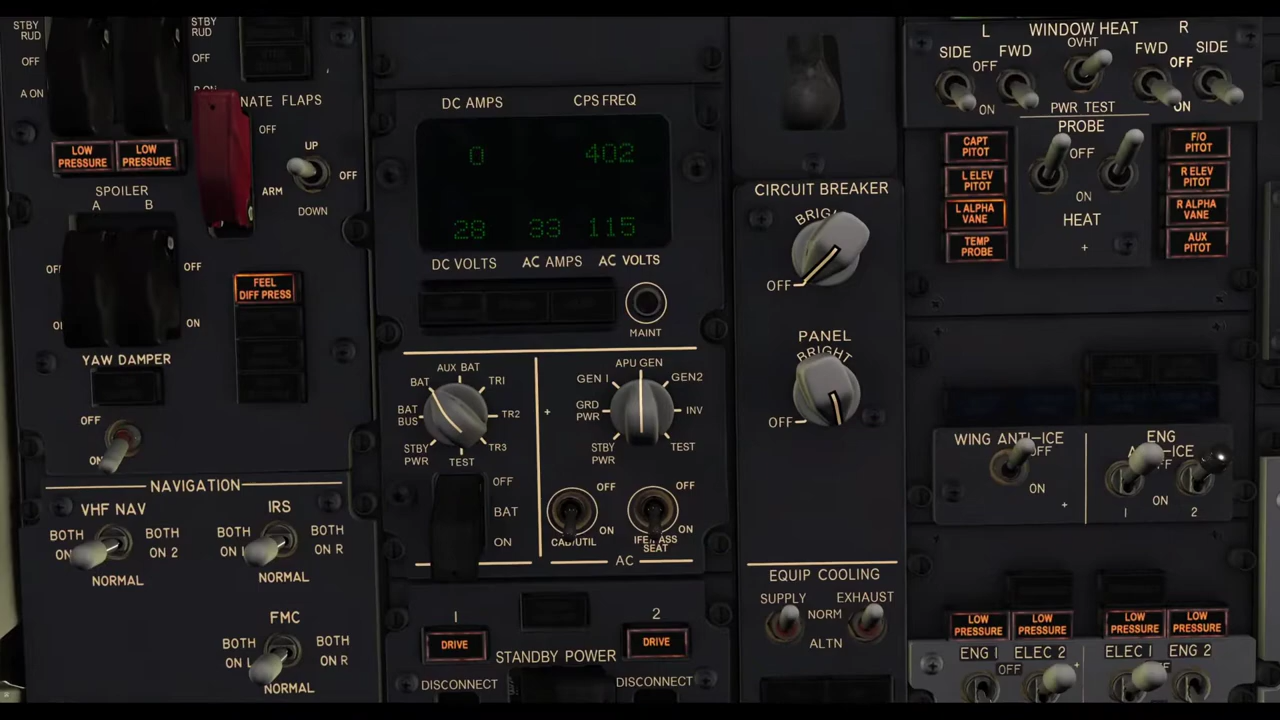 STBY
RUD
OFF
A ON
STBY
RUD
OFF
LOW
PRESSURE
LOW
PRESSURE
NATE FLAPS
OFF
ARM
UP
OFF
DOWN
SPOILER
A B
OFF
ON
FEEL
DIFF PRESS
YAW DAMPER
OFF
ON
NAVIGATION
VHF NAV
BOTH
BOTH
ON 2
NORMAL
IRS
BOTH
BOTH
ON R
NORMAL
FMC
BOTH
ON L
BOTH
ON R
NORMAL
DC AMPS
CPS FREQ
0 402
28 33 115
DC VOLTS
AC AMPS
AC VOLTS
MAINT
AUX BAT
BAT
TR1
BAT
BUS
TR2
STBY
PWR
TR3
TEST
APU GEN
GEN 1
GEN2
GRD
PWR
INV
STBY
PWR
TEST
OFF
BAT
ON
OFF
ON
CAB/UTIL
OFF
ON
IFE/PASS
SEAT
AC
1
2
DRIVE
DRIVE
STANDBY POWER
DISCONNECT
DISCONNECT
CIRCUIT BREAKER
OFF
PANEL
BRIGHT
OFF
EQUIP COOLING
SUPPLY
EXHAUST
NORM
ALTN
WINDOW HEAT
L
R
OVHT
SIDE
OFF
FWD
FWD
OFF
SIDE
ON
ON
PWR TEST
PROBE
OFF
ON
HEAT
CAPT
PITOT
L ELEV
PITOT
L ALPHA
VANE
TEMP
PROBE
F/O
PITOT
R ELEV
PITOT
R ALPHA
VANE
AUX
PITOT
WING ANTI-ICE
OFF
ON
ENG
ON
1 2
LOW
PRESSURE
LOW
PRESSURE
LOW
PRESSURE
LOW
PRESSURE
ENG 1
ELEC 2
ELEC 1
ENG 2
OFF